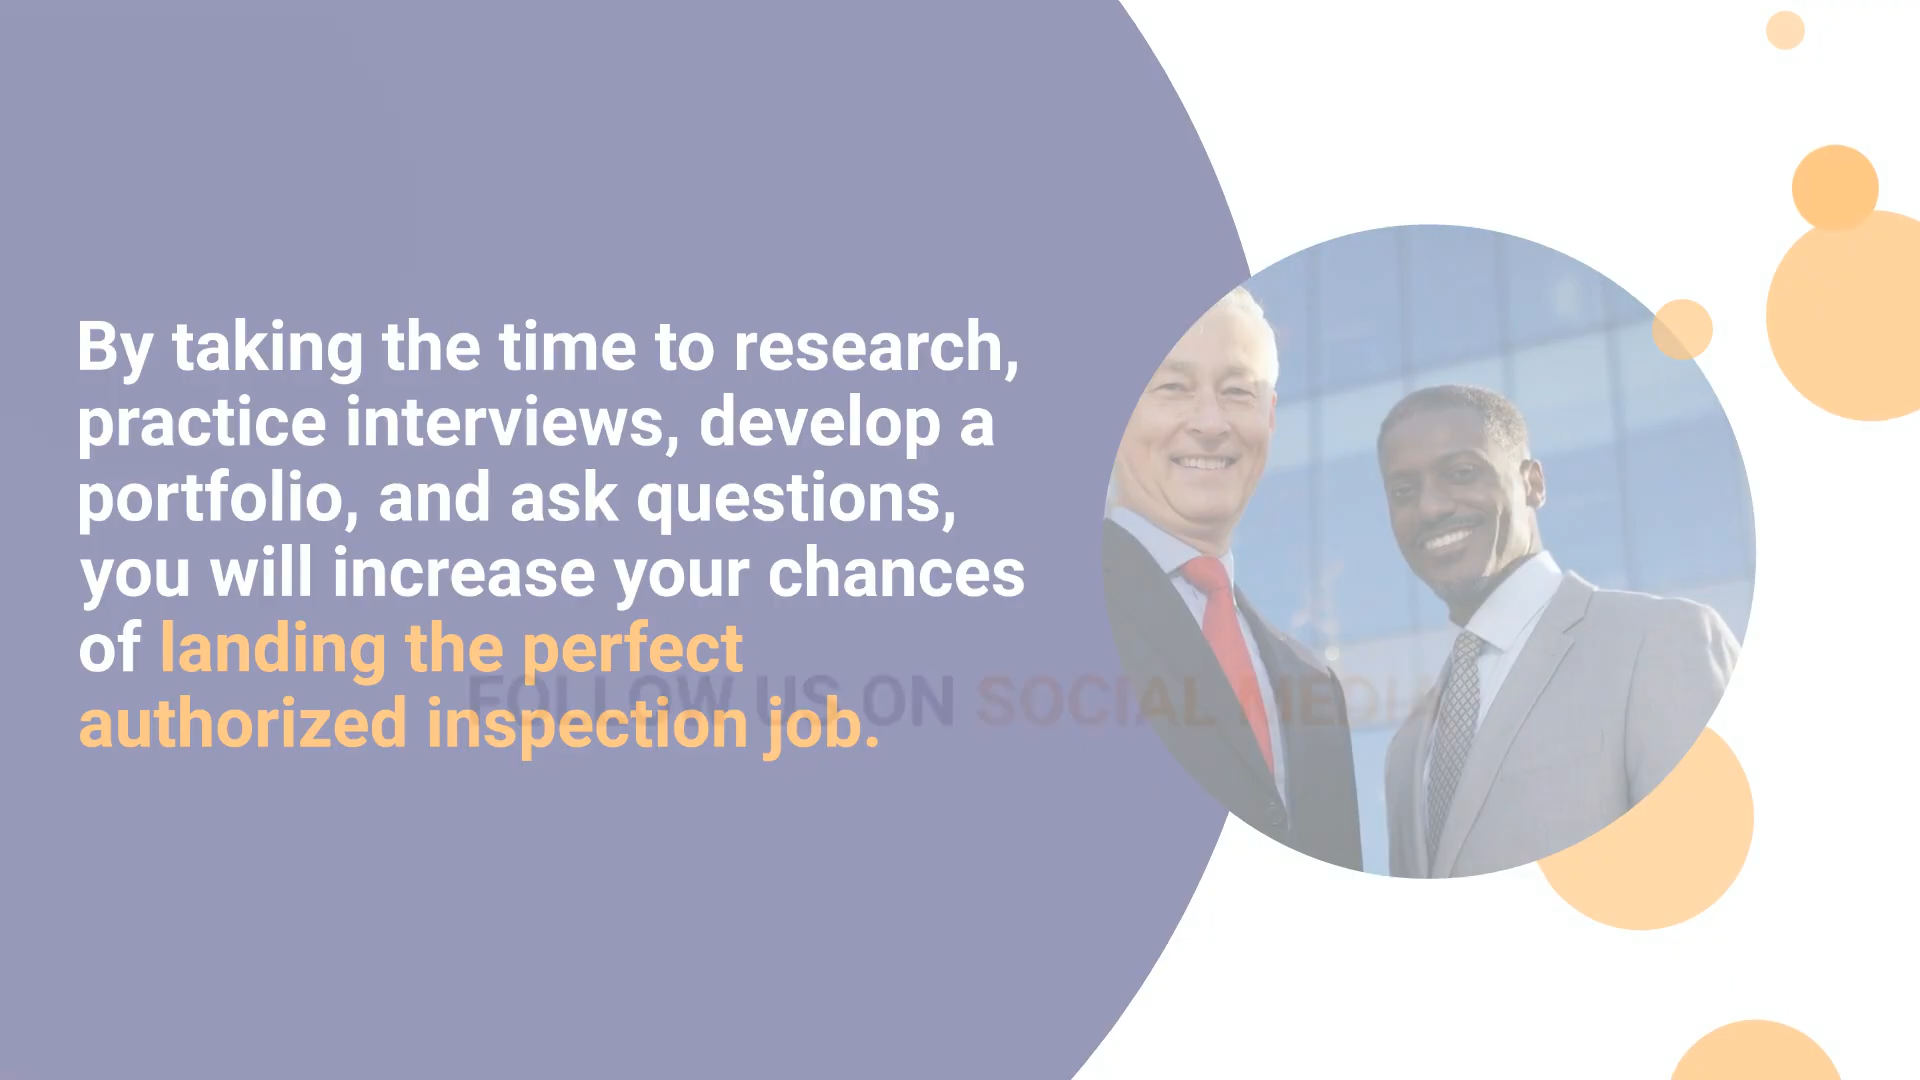 By taking the time to research,
practice interviews, develop a
portfolio, and ask questions,
you will increase your chances
of landing the perfect
authorized inspection job.
FOLLOW US ON SOCIAL MEDIA